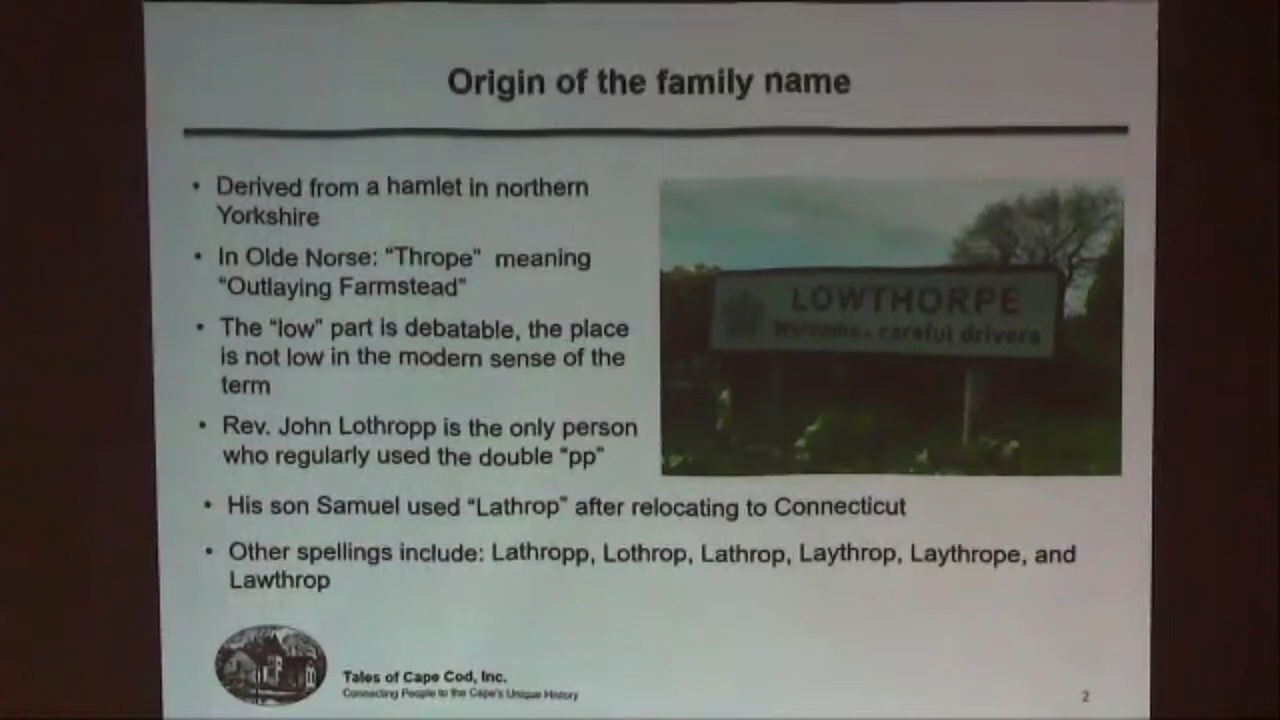 Origin of the family name
• Derived from a hamlet in northern
Yorkshire
• In Olde Norse: “Thrope” meaning
“Outlaying Farmstead”
• The “low” part is debatable, the place
is not low in the modern sense of the
term
• Rev. John Lothropp is the only person
who regularly used the double “pp”
LOWTHORPE
Welcomes careful drivers
• His son Samuel used “Lathrop” after relocating to Connecticut
• Other spellings include: Lathropp, Lothrop, Lathrop, Laythrop, Laythrope, and
Lawthrop
Tales of Cape Cod, Inc.
Connecting People to the Cape's Unique History
2